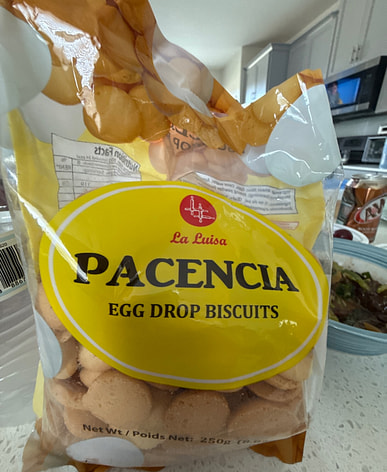 Nutrition Facts
La Luisa
PACENCIA
EGG DROP BISCUITS
Net Wt / Poids Net: 250g